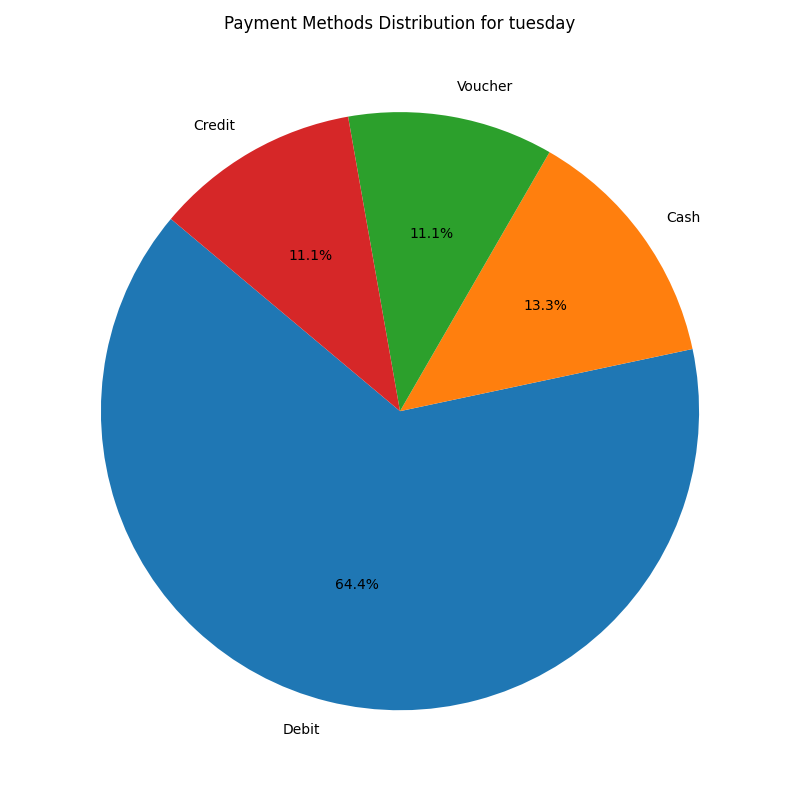 Payment Methods Distribution for tuesday
Voucher
Credit
Cash
11.1%
11.1%
13.3%
64.4%
Debit